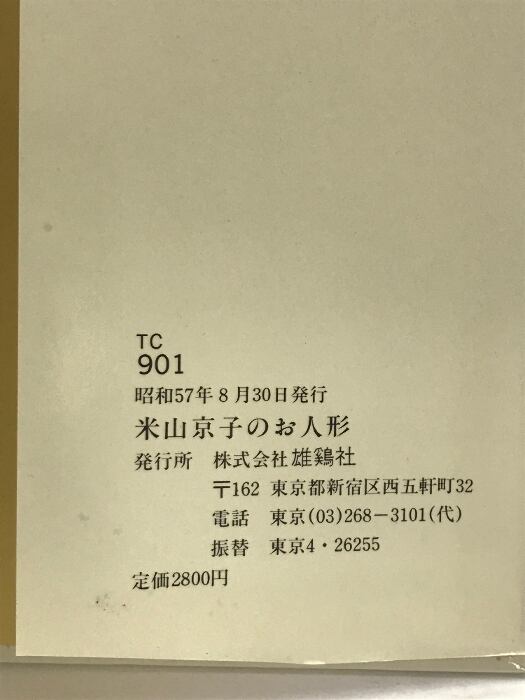 TC
901
昭和57年8月30日発行
米山京子のお人形
発行所 株式会社雄鶏社
〒162 東京都新宿区西五軒町32
電話 東京(03)268-3101(代)
振替 東京4・26255
定価2800円